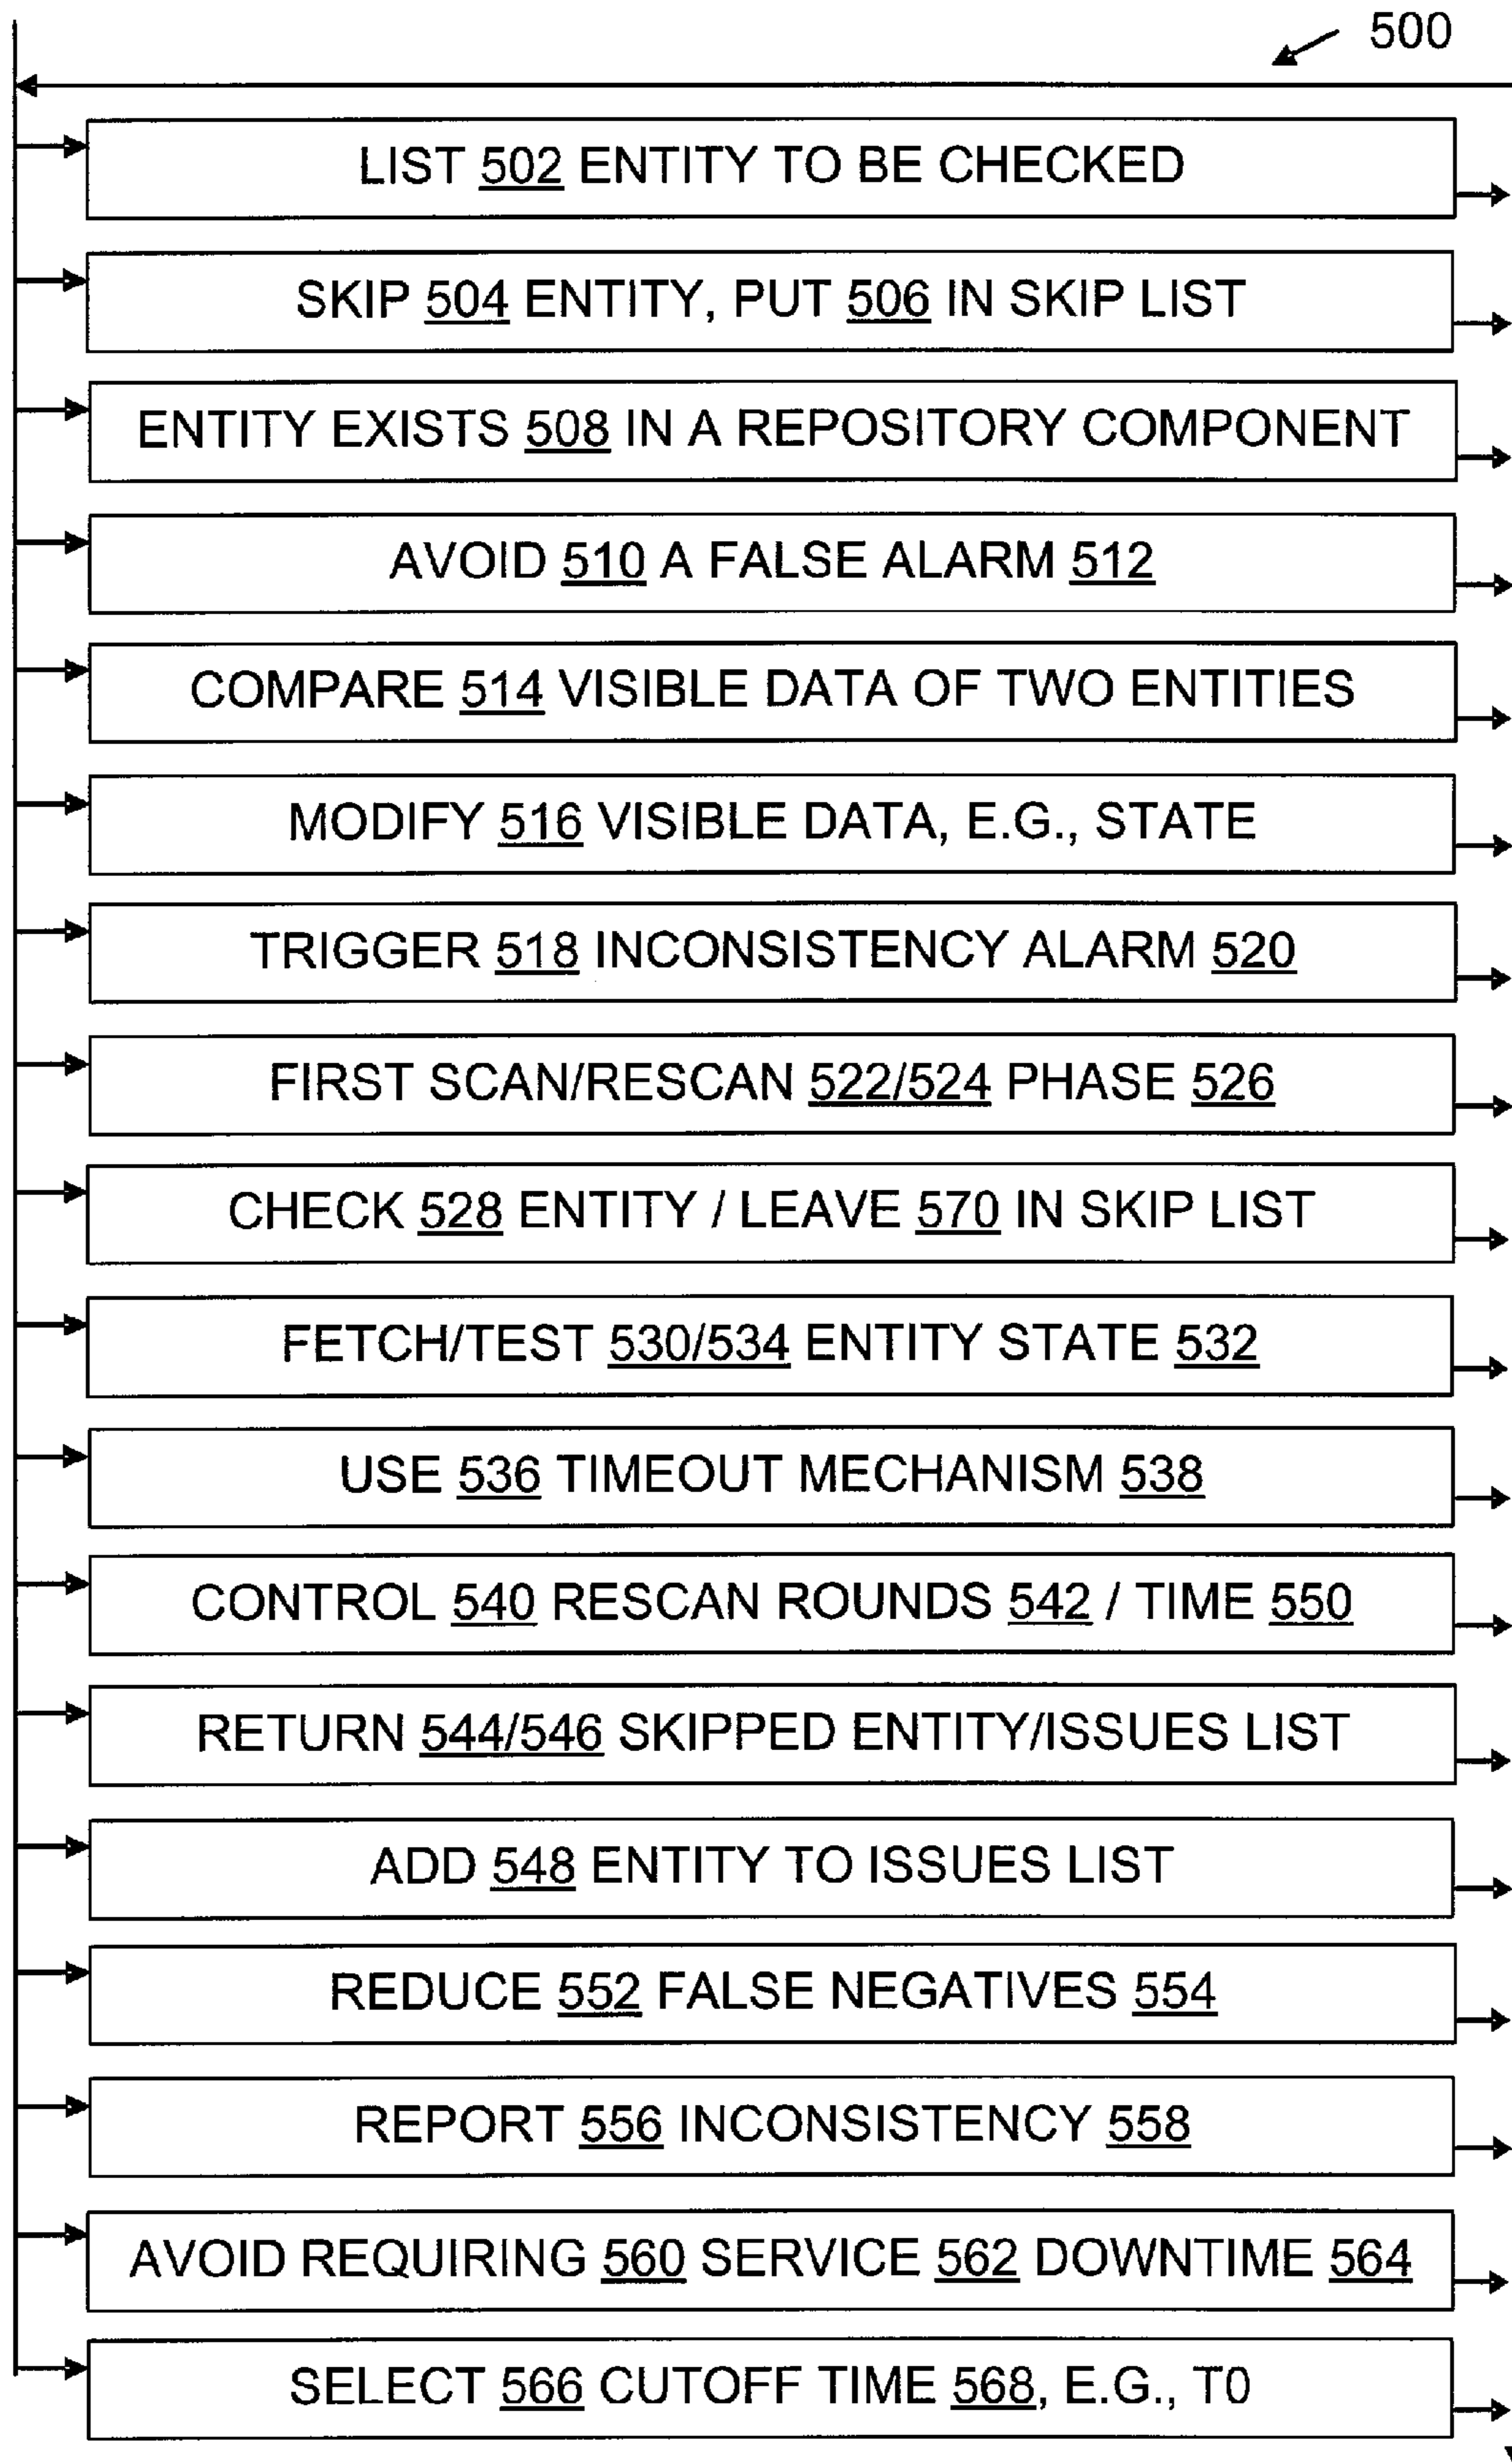 500
LIST 502 ENTITY TO BE CHECKED
SKIP 504 ENTITY, PUT 506 IN SKIP LIST
ENTITY EXISTS 508 IN A REPOSITORY COMPONENT
AVOID 510 A FALSE ALARM 512
COMPARE 514 VISIBLE DATA OF TWO ENTITIES
MODIFY 516 VISIBLE DATA, E.G., STATE
TRIGGER 518 INCONSISTENCY ALARM 520
FIRST SCAN/RESCAN 522/524 PHASE 526
CHECK 528 ENTITY / LEAVE 570 IN SKIP LIST
FETCH/TEST 530/534 ENTITY STATE 532
USE 536 TIMEOUT MECHANISM 538
CONTROL 540 RESCAN ROUNDS 542 / TIME 550
RETURN 544/546 SKIPPED ENTITY/ISSUES LIST
ADD 548 ENTITY TO ISSUES LIST
REDUCE 552 FALSE NEGATIVES 554
REPORT 556 INCONSISTENCY 558
AVOID REQUIRING 560 SERVICE 562 DOWNTIME 564
SELECT 566 CUTOFF TIME 568, E.G., T0